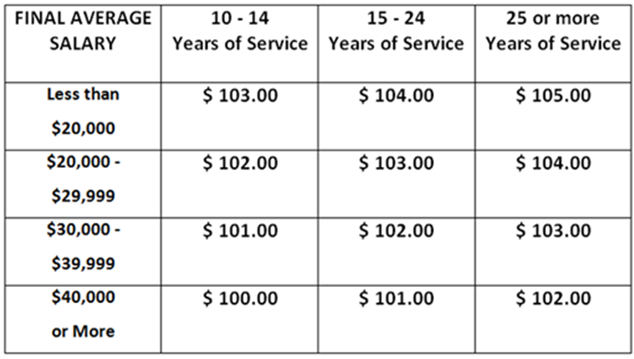 FINAL AVERAGE SALARY
10 - 14 Years of Service
15 - 24 Years of Service
25 or more Years of Service
Less than $20,000
$ 103.00
$ 104.00
$ 105.00
$20,000 - $29,999
$ 102.00
$ 103.00
$ 104.00
$30,000 - $39,999
$ 101.00
$ 102.00
$ 103.00
$40,000 or More
$ 100.00
$ 101.00
$ 102.00